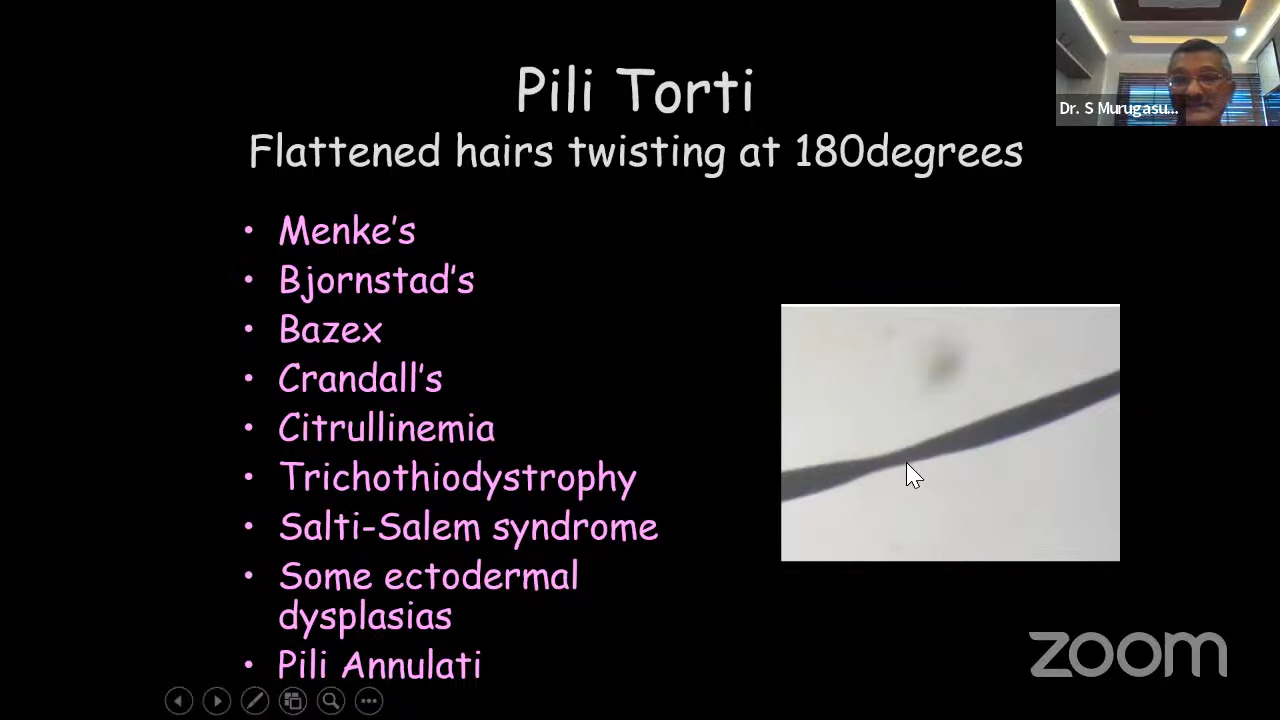 Pili Torti
Flattened hairs twisting at 180degrees
Dr. S Murugasu...
• Menke's
• Bjornstad's
• Bazex
• Crandall's
• Citrullinemia
• Trichothiodystrophy
• Salti-Salem syndrome
• Some ectodermal
dysplasias
• Pili Annulati
zoom